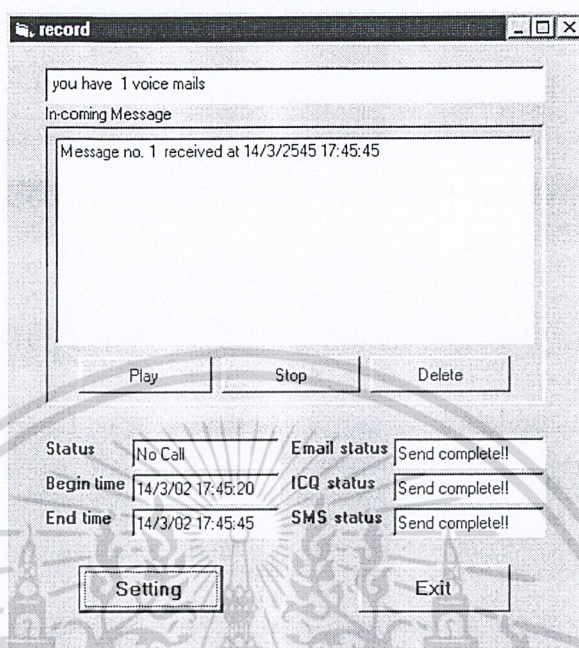 record
you have 1 voice mails
In-coming Message
Message no. 1 received at 14/3/2545 17:45:45
Play Stop Delete
Status No Call Email status Send complete!!
Begin time 14/3/02 17:45:20 ICQ status Send complete!!
End time 14/3/02 17:45:45 SMS status Send complete!!
Setting Exit